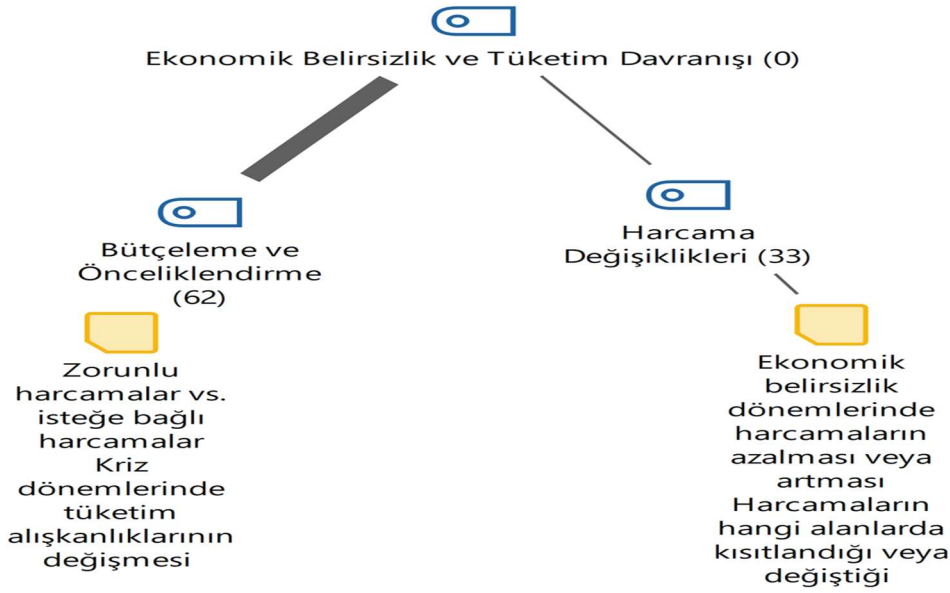 Ekonomik Belirsizlik ve Tüketim Davranışı (0)
Bütçeleme ve
Önceliklendirme
(62)
Zorunlu
harcamalar vs.
isteğe bağlı
harcamalar
Kriz
dönemlerinde
tüketim
alışkanlıklarının
değişmesi
Harcama
Değişiklikleri (33)
Ekonomik
belirsizlik
dönemlerinde
harcamaların
azalması veya
artması
Harcamaların
hangi alanlarda
kısıtlandığı veya
değiştiği